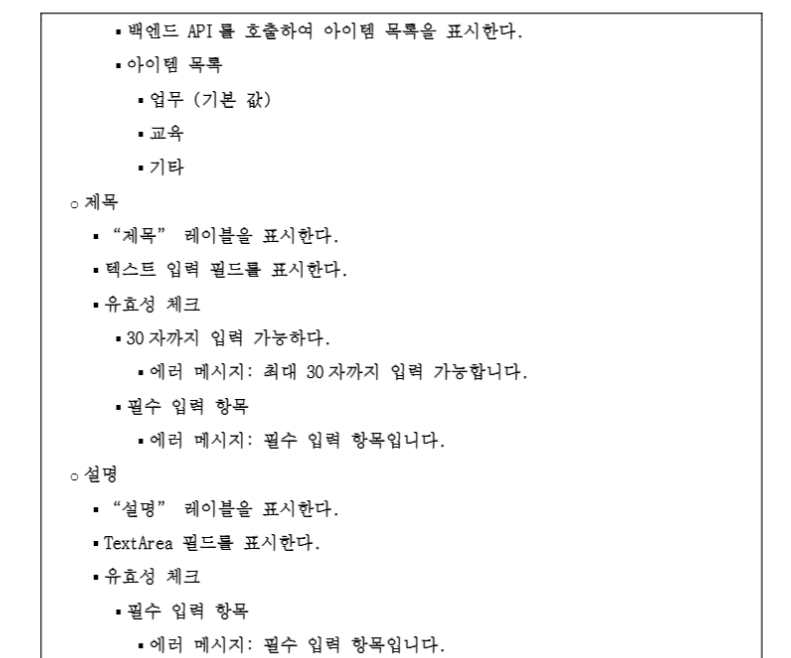 ▪ 백엔드 API를 호출하여 아이템 목록을 표시한다.
▪ 아이템 목록
▪ 업무 (기본 값)
▪ 교육
▪ 기타
○ 제목
▪ “제목” 레이블을 표시한다.
▪ 텍스트 입력 필드를 표시한다.
▪ 유효성 체크
▪ 30자까지 입력 가능하다.
▪ 에러 메시지: 최대 30자까지 입력 가능합니다.
▪ 필수 입력 항목
▪ 에러 메시지: 필수 입력 항목입니다.
○ 설명
▪ “설명” 레이블을 표시한다.
▪ TextArea 필드를 표시한다.
▪ 유효성 체크
▪ 필수 입력 항목
▪ 에러 메시지: 필수 입력 항목입니다.